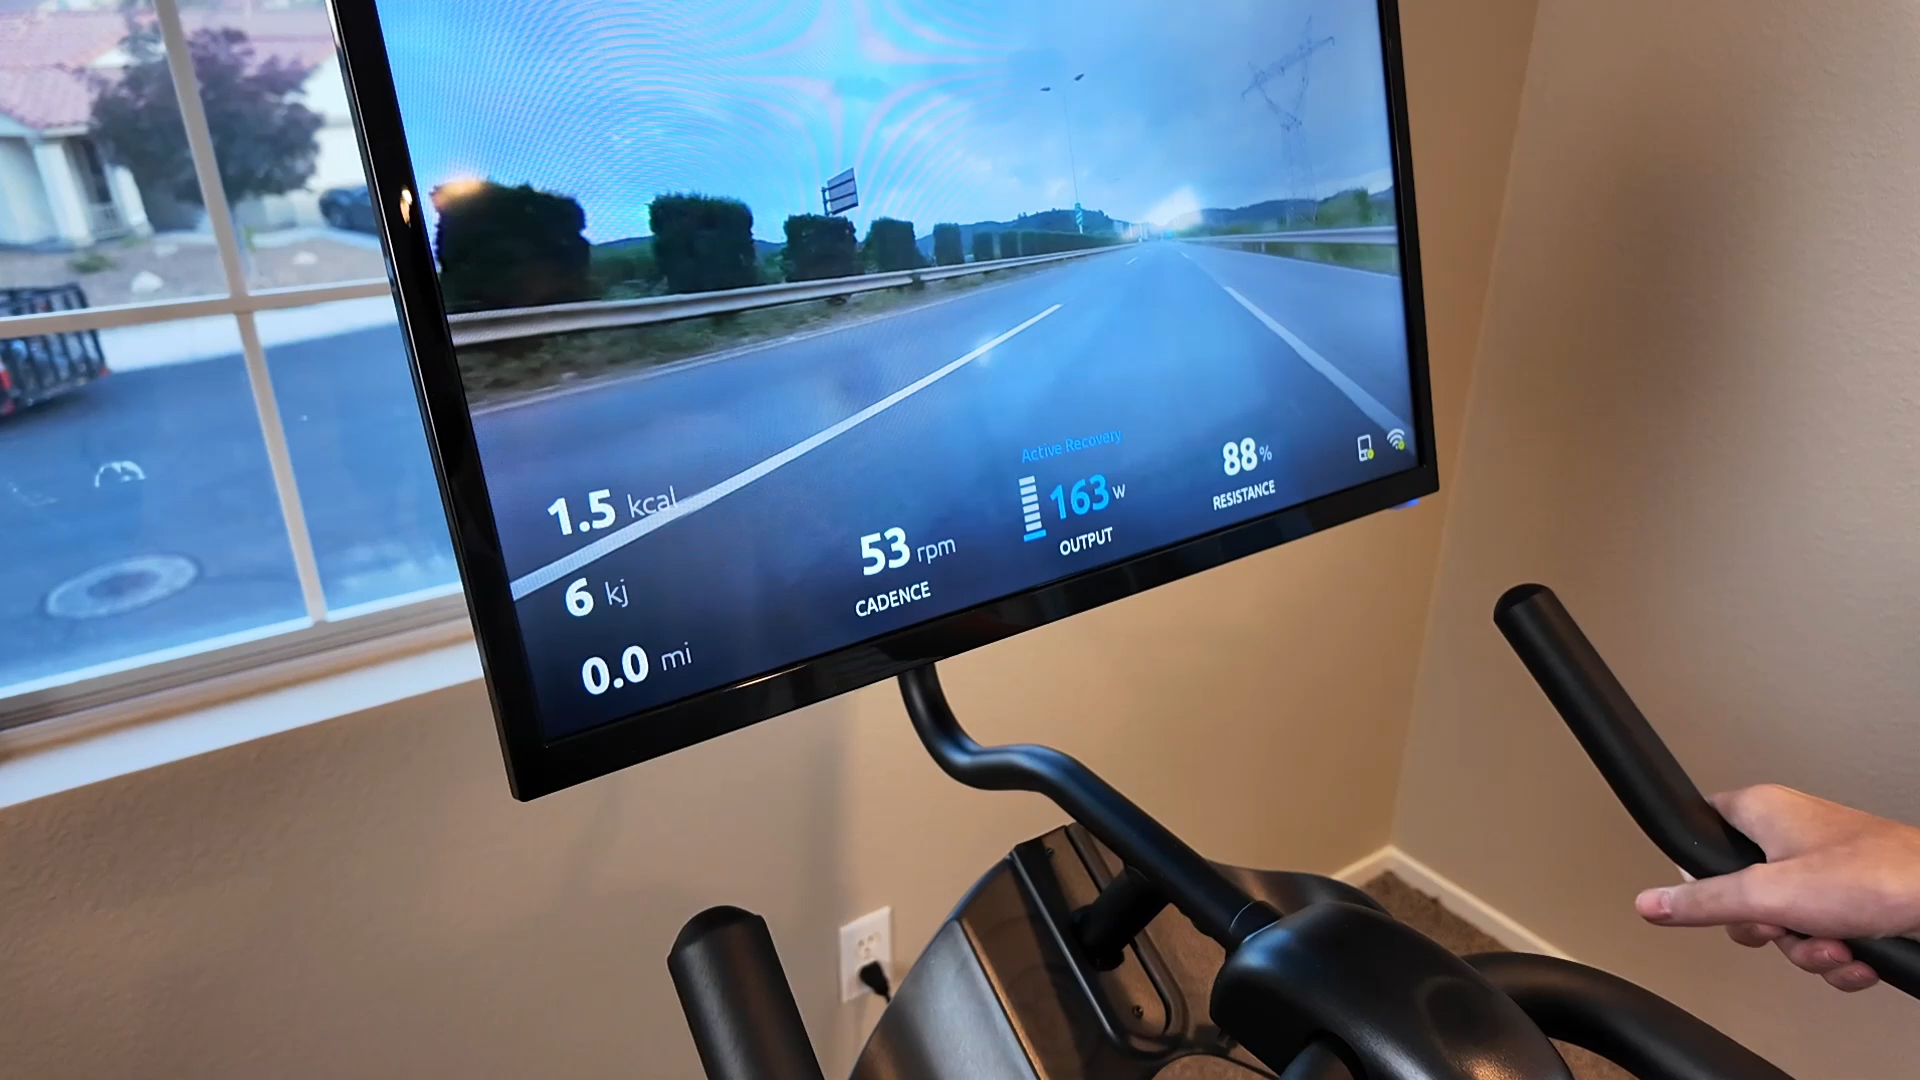 1.5 kcal
6 kj
0.0 mi
53 rpm
CADENCE
Active Recovery
163 W
OUTPUT
88%
RESISTANCE